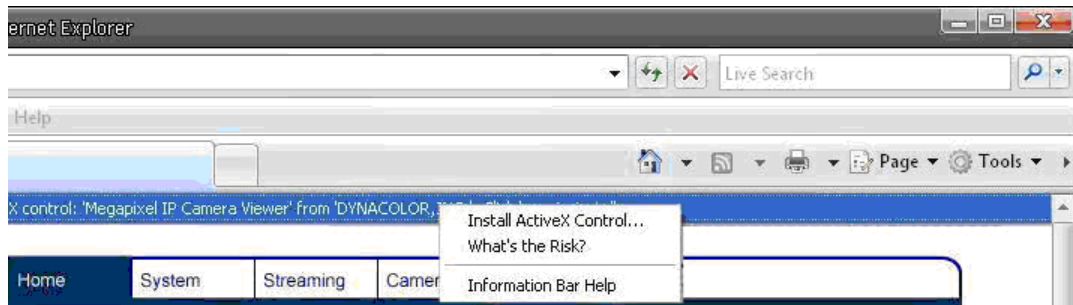 ernet Explorer
Live Search
Help
Page Tools
X control: 'Megapixel IP Camera Viewer' from 'DYNACOLOR,
Install ActiveX Control...
What's the Risk?
Information Bar Help
Home System Streaming Camer